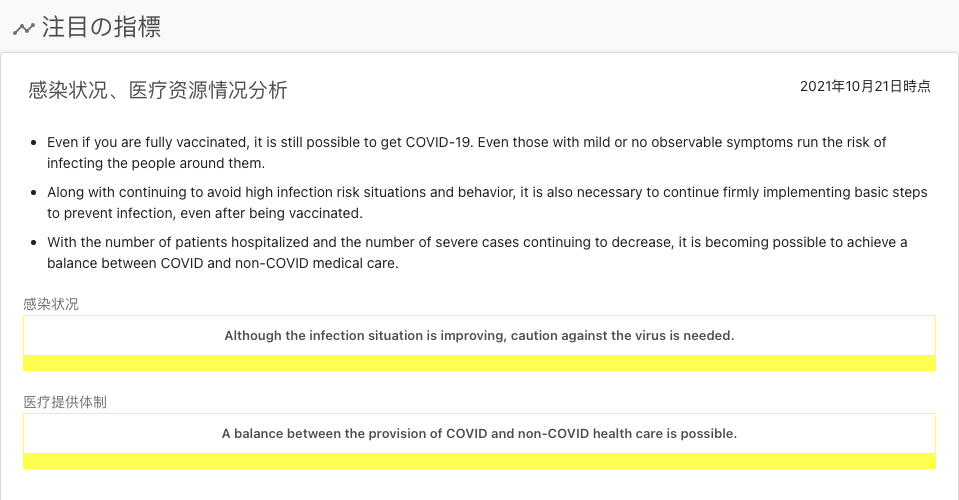 注目の指標
感染状况、医疗资源情况分析
2021年10月21日時点
Even if you are fully vaccinated, it is still possible to get COVID-19. Even those with mild or no observable symptoms run the risk of
infecting the people around them.
Along with continuing to avoid high infection risk situations and behavior, it is also necessary to continue firmly implementing basic steps
to prevent infection, even after being vaccinated.
With the number of patients hospitalized and the number of severe cases continuing to decrease, it is becoming possible to achieve a
balance between COVID and non-COVID medical care.
感染状况
Although the infection situation is improving, caution against the virus is needed.
医疗提供体制
A balance between the provision of COVID and non-COVID health care is possible.